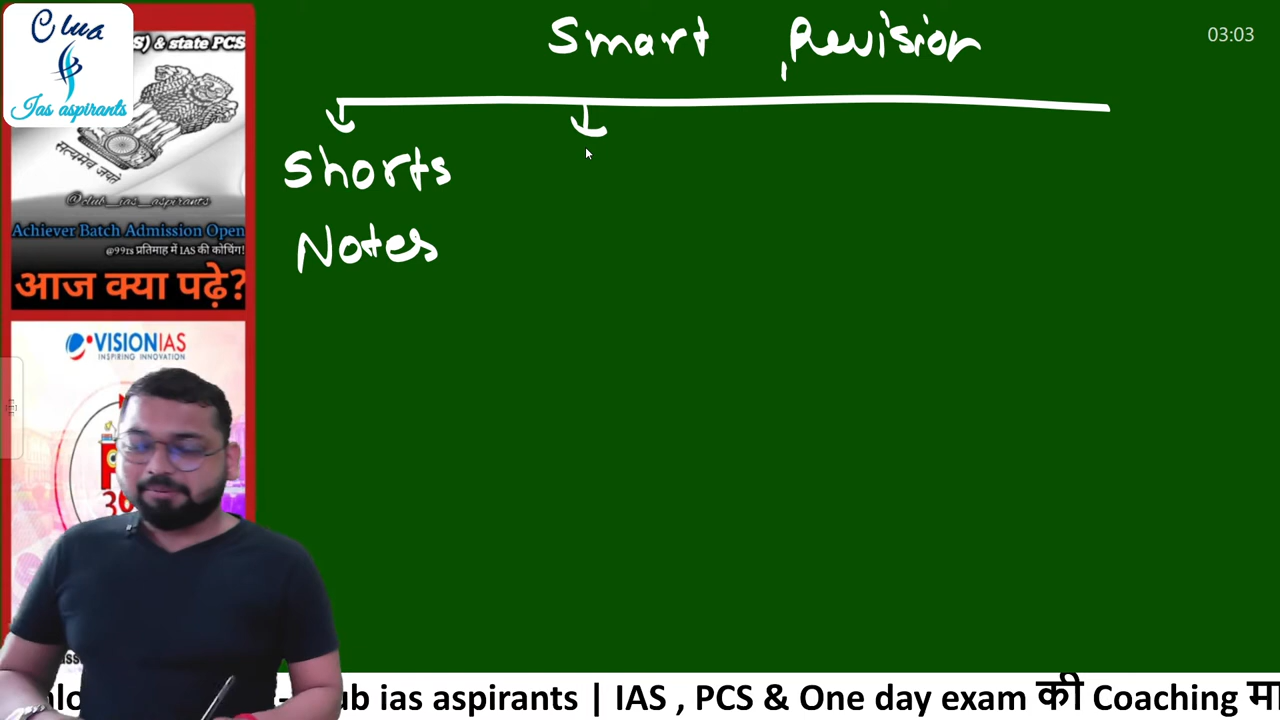 Clua
Ias aspirants
S) & state PCS
सत्यमेव जयते
@club_ias_aspirants
Achiever Batch Admission Open
@99rs प्रतिमाह में IAS की कोचिंग!
आज क्या पढ़े?
VISIONIAS
INSPIRING INNOVATION
Smart Revision
03:03
Shorts
Notes
ub ias aspirants | IAS , PCS & One day exam की Coaching मा